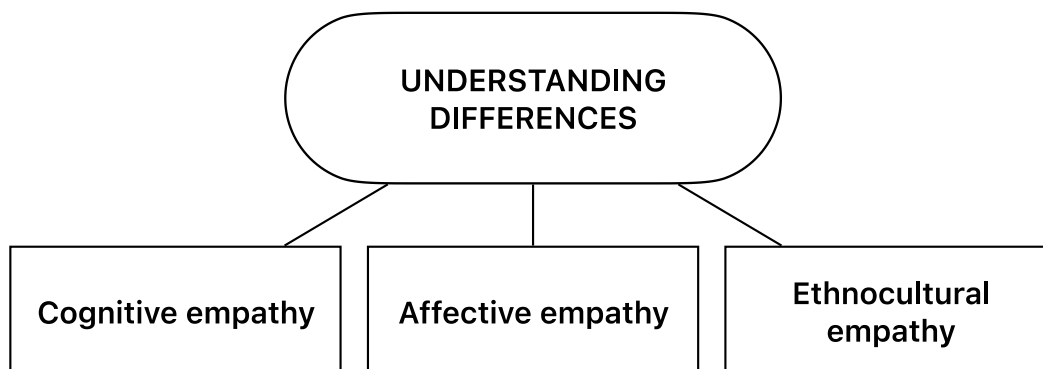 UNDERSTANDING
DIFFERENCES
Cognitive empathy
Affective empathy
Ethnocultural
empathy